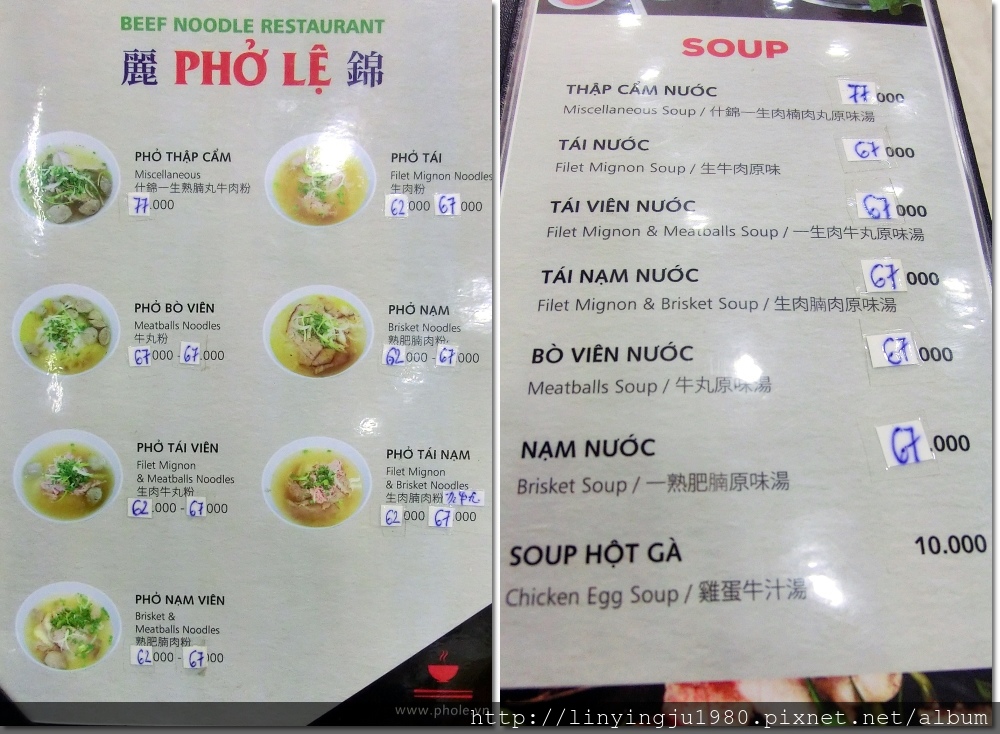 BEEF NOODLE RESTAURANT
麗 PHỞ LỆ 錦
PHỞ THẬP CẨM
Miscellaneous
什錦一生熟腩丸牛肉粉
77.000
PHỞ TÁI
Filet Mignon Noodles
生肉粉
62 000 67 000
PHỞ BÒ VIÊN
Meatballs Noodles
牛丸粉
67 000 - 67.000
PHỞ NẠM
Brisket Noodles
熟肥腩肉粉
62.000 - 67 000
PHỞ TÁI VIÊN
Filet Mignon
& Meatballs Noodles
生肉牛丸粉
62.000 - 67.000
PHỞ TÁI NẠM
Filet Mignon
& Brisket Noodles
生肉腩肉粉
62 000 67 000
PHỞ NẠM VIÊN
Brisket &
Meatballs Noodles
熟肥腩肉粉
62 000 - 67 000
www.phole.vn
SOUP
THẬP CẨM NƯỚC 77.000
Miscellaneous Soup / 什錦一生肉楠肉丸原味湯
TÁI NƯỚC 67.000
Filet Mignon Soup / 生牛肉原味
TÁI VIÊN NƯỚC 67 000
Filet Mignon & Meatballs Soup / 一生肉牛丸原味湯
TÁI NẠM NƯỚC 67 000
Filet Mignon & Brisket Soup / 生肉腩肉原味湯
BÒ VIÊN NƯỚC 67.000
Meatballs Soup / 牛丸原味湯
NẠM NƯỚC 67.000
Brisket Soup / 一熟肥腩原味湯
SOUP HỘT GÀ 10.000
Chicken Egg Soup / 雞蛋牛汁湯
http://linyingju1980.pixnet.net/album